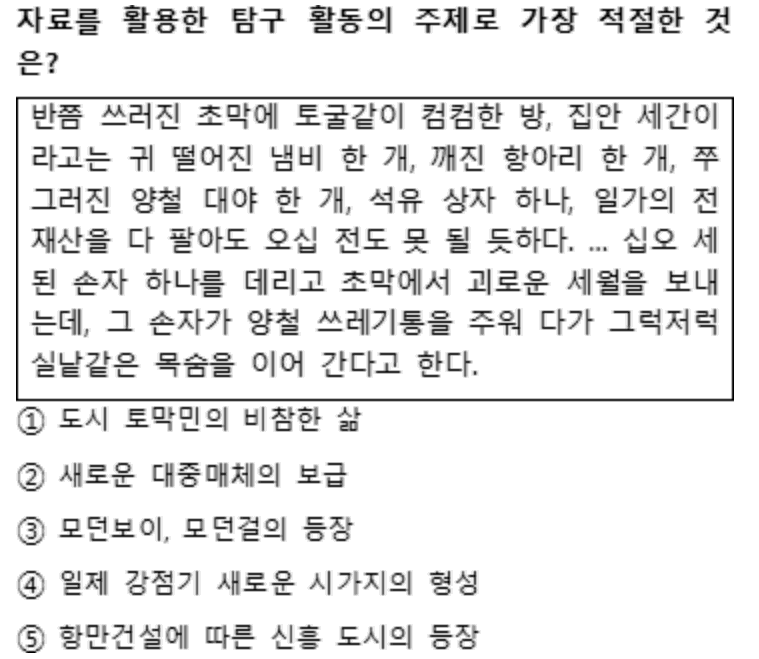 자료를 활용한 탐구 활동의 주제로 가장 적절한 것
은?
반쯤 쓰러진 초막에 토굴같이 컴컴한 방, 집안 세간이
라고는 귀 떨어진 냄비 한 개, 깨진 항아리 한 개, 쭈
그러진 양철 대야 한 개, 석유 상자 하나, 일가의 전
재산을 다 팔아도 오십 전도 못 될 듯하다. ... 십오 세
된 손자 하나를 데리고 초막에서 괴로운 세월을 보내
는데, 그 손자가 양철 쓰레기통을 주워 다가 그럭저럭
실낱같은 목숨을 이어 간다고 한다.
① 도시 토막민의 비참한 삶
② 새로운 대중매체의 보급
③ 모던보이, 모던걸의 등장
④ 일제 강점기 새로운 시가지의 형성
⑤ 항만건설에 따른 신흥 도시의 등장